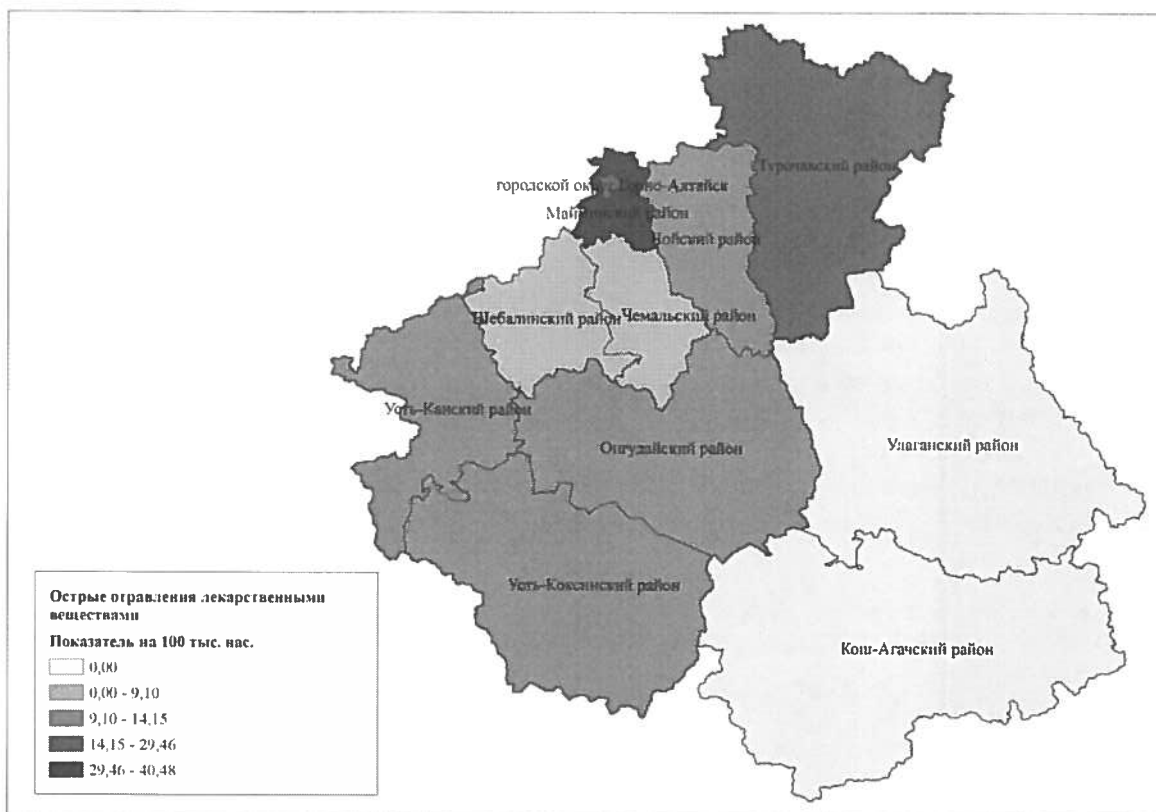 Турочакский район
городской округ Горно-Алтайск
Майминский район
Чойский район
Шебалинский район
Чемальский район
Усть-Канский район
Онгудайский район
Улаганский район
Усть-Коксинский район
Кош-Агачский район
Острые отравления лекарственными
веществами
Показатель на 100 тыс. нас.
0,00
0,00 - 9,10
9,10 - 14,15
14,15 - 29,46
29,46 - 40,48